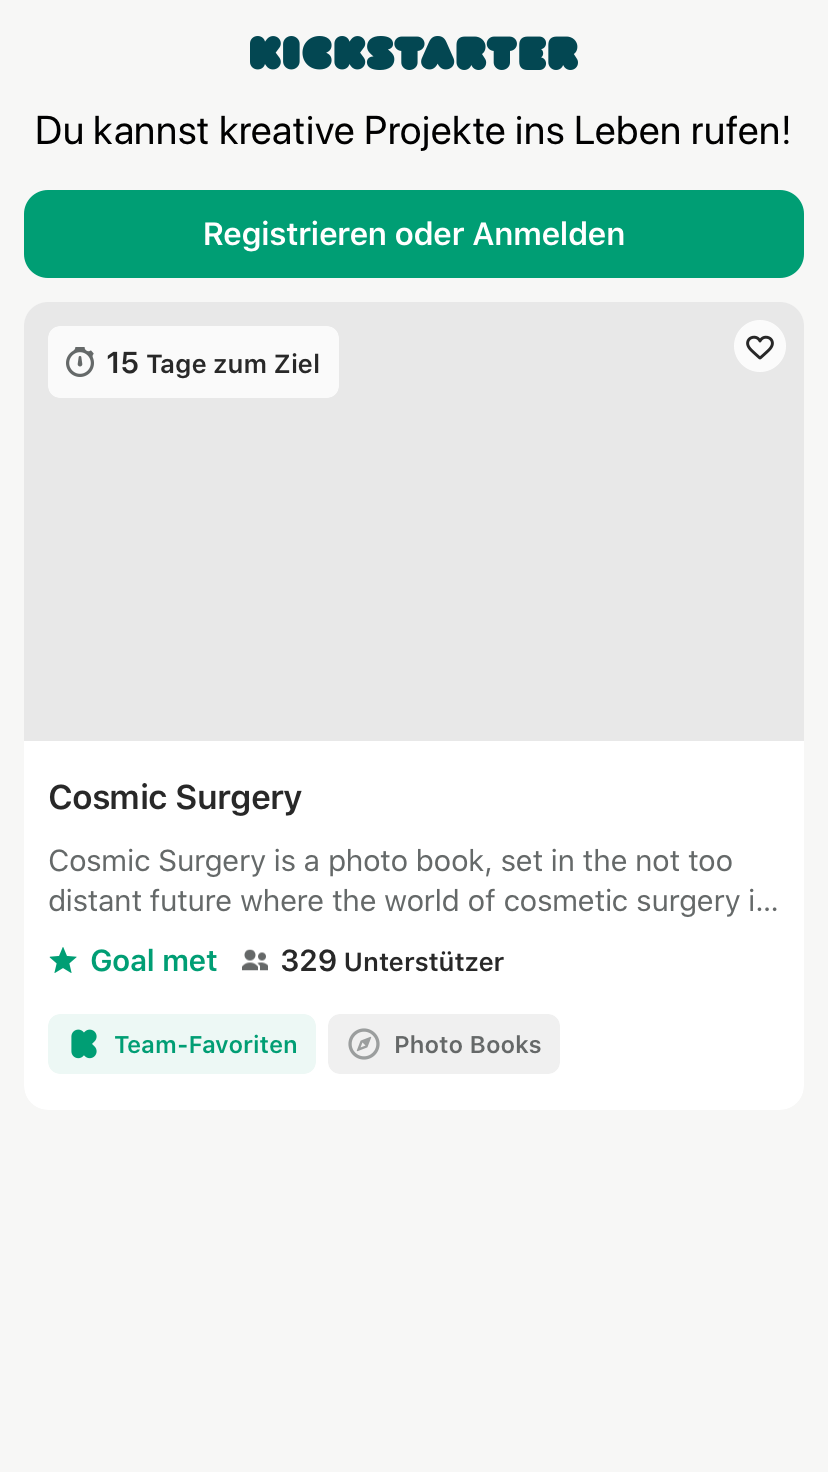 KICKSTARTER
Du kannst kreative Projekte ins Leben rufen!
Registrieren oder Anmelden
15 Tage zum Ziel
Cosmic Surgery
Cosmic Surgery is a photo book, set in the not too
distant future where the world of cosmetic surgery i...
Goal met 329 Unterstützer
Team-Favoriten Photo Books